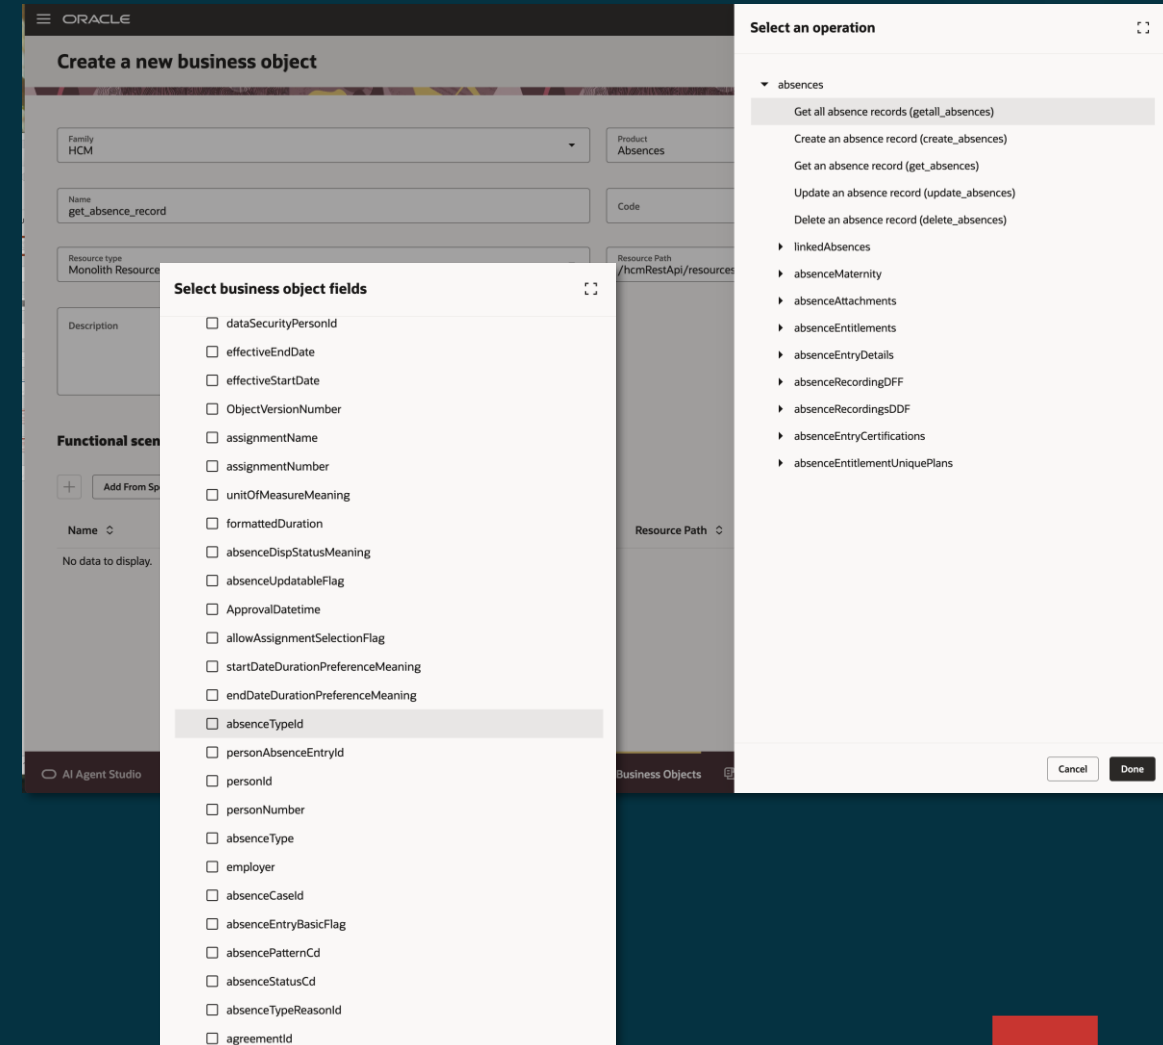 ORACLE
Create a new business object
Family
HCM
Product
Absences
Name
get_absence_record
Code
Resource type
Monolith Resource
Resource Path
/hcmRestApi/resources
Description
Functional scen
Add From Sp
Name
Resource Path
No data to display.
AI Agent Studio
Business Objects
Select business object fields
dataSecurityPersonId
effectiveEndDate
effectiveStartDate
ObjectVersionNumber
assignmentName
assignmentNumber
unitOfMeasureMeaning
formattedDuration
absenceDispStatusMeaning
absenceUpdatableFlag
ApprovalDatetime
allowAssignmentSelectionFlag
startDateDurationPreferenceMeaning
endDateDurationPreferenceMeaning
absenceTypeId
personAbsenceEntryId
personId
personNumber
absenceType
employer
absenceCaseId
absenceEntryBasicFlag
absencePatternCd
absenceStatusCd
absenceTypeReasonId
agreementId
Select an operation
absences
Get all absence records (getall_absences)
Create an absence record (create_absences)
Get an absence record (get_absences)
Update an absence record (update_absences)
Delete an absence record (delete_absences)
linkedAbsences
absenceMaternity
absenceAttachments
absenceEntitlements
absenceEntryDetails
absenceRecordingDFF
absenceRecordingsDDF
absenceEntryCertifications
absenceEntitlementUniquePlans
Cancel
Done